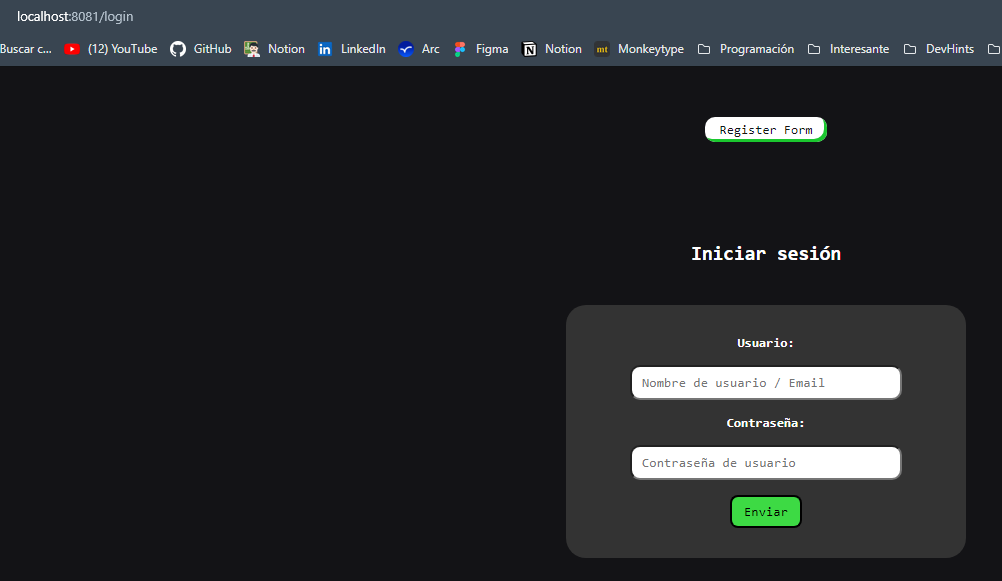 localhost:8081/login
Buscar c... (12) YouTube GitHub Notion LinkedIn Arc Figma Notion mt Monkeytype Programación Interesante DevHints
Register Form
Iniciar sesión
Usuario:
Nombre de usuario / Email
Contraseña:
Contraseña de usuario
Enviar